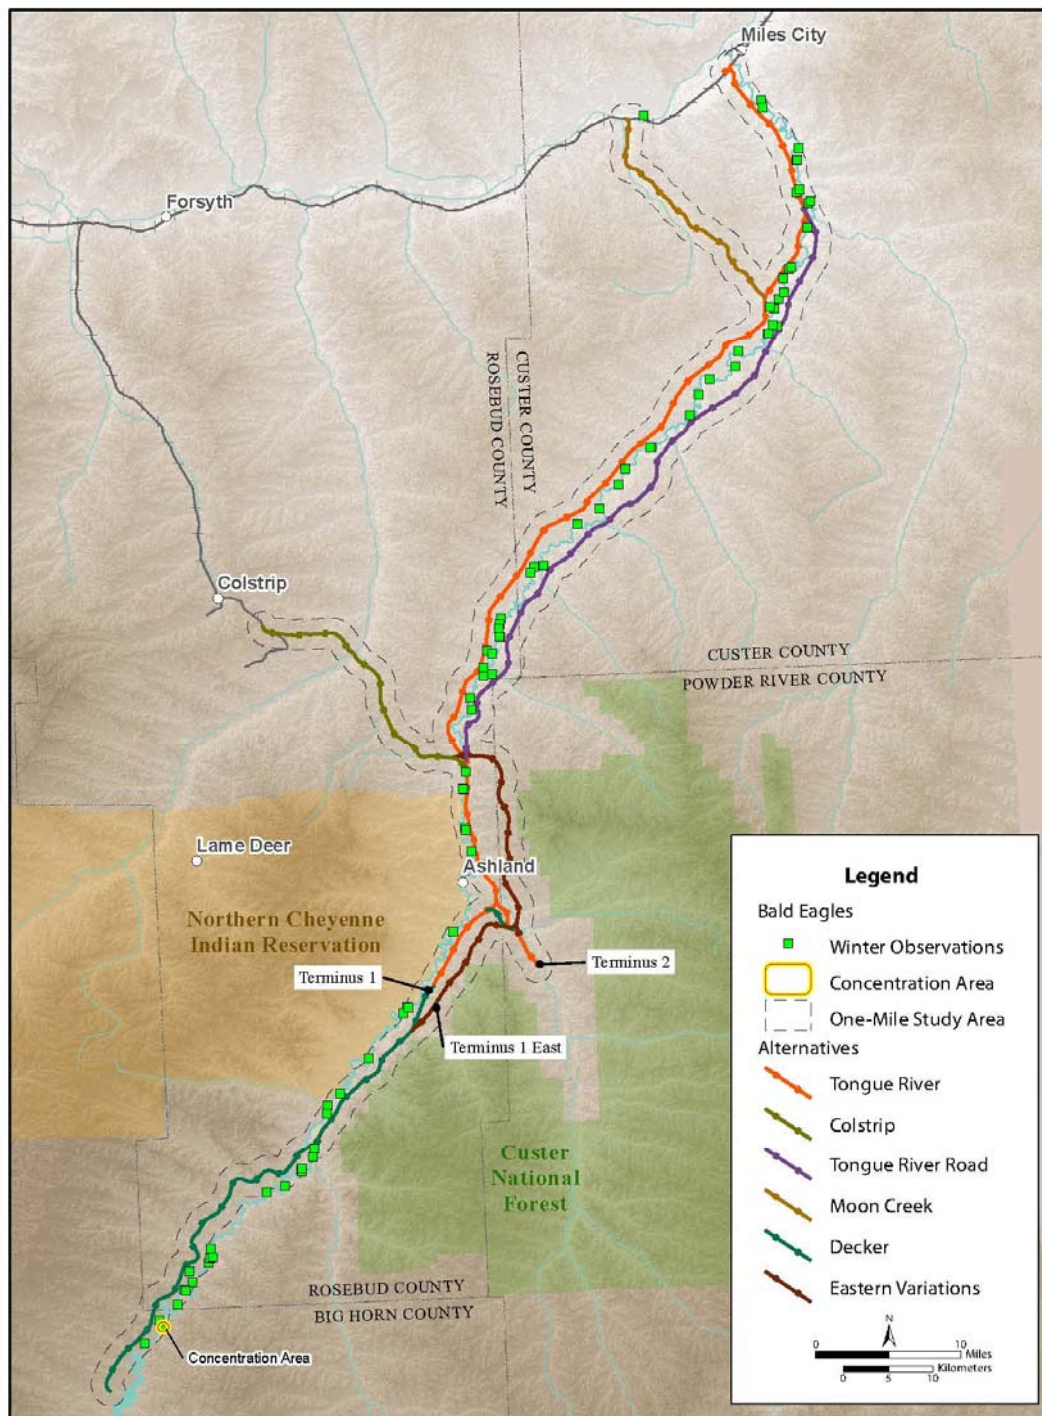 Miles City
Forsyth
CUSTER COUNTY
ROSEBUD COUNTY
Colstrip
CUSTER COUNTY
POWDER RIVER COUNTY
Lame Deer
Ashland
Northern Cheyenne
Indian Reservation
Terminus 1
Terminus 2
Terminus 1 East
Custer
National
Forest
ROSEBUD COUNTY
BIG HORN COUNTY
Concentration Area
Legend
Bald Eagles
Winter Observations
Concentration Area
One-Mile Study Area
Alternatives
Tongue River
Colstrip
Tongue River Road
Moon Creek
Decker
Eastern Variations
N
0 10
Miles
Kilometers
0 5 10